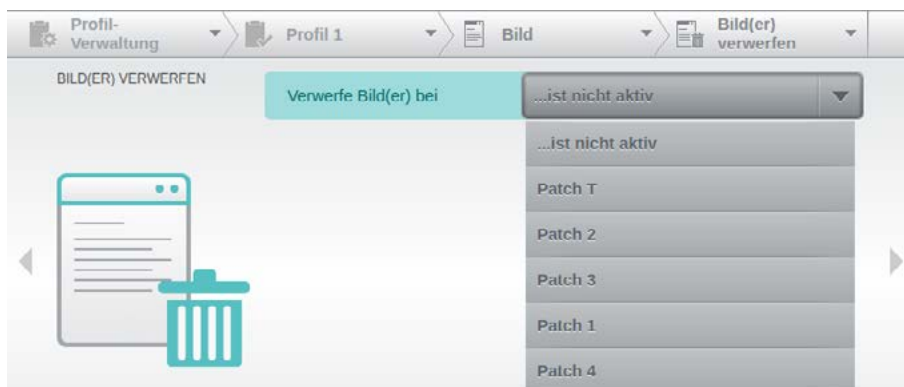 Profil-
Verwaltung
Profil 1
Bild
Bild(er)
verwerfen
BILD(ER) VERWERFEN
Verwerfe Bild(er) bei
...ist nicht aktiv
...ist nicht aktiv
Patch T
Patch 2
Patch 3
Patch 1
Patch 4